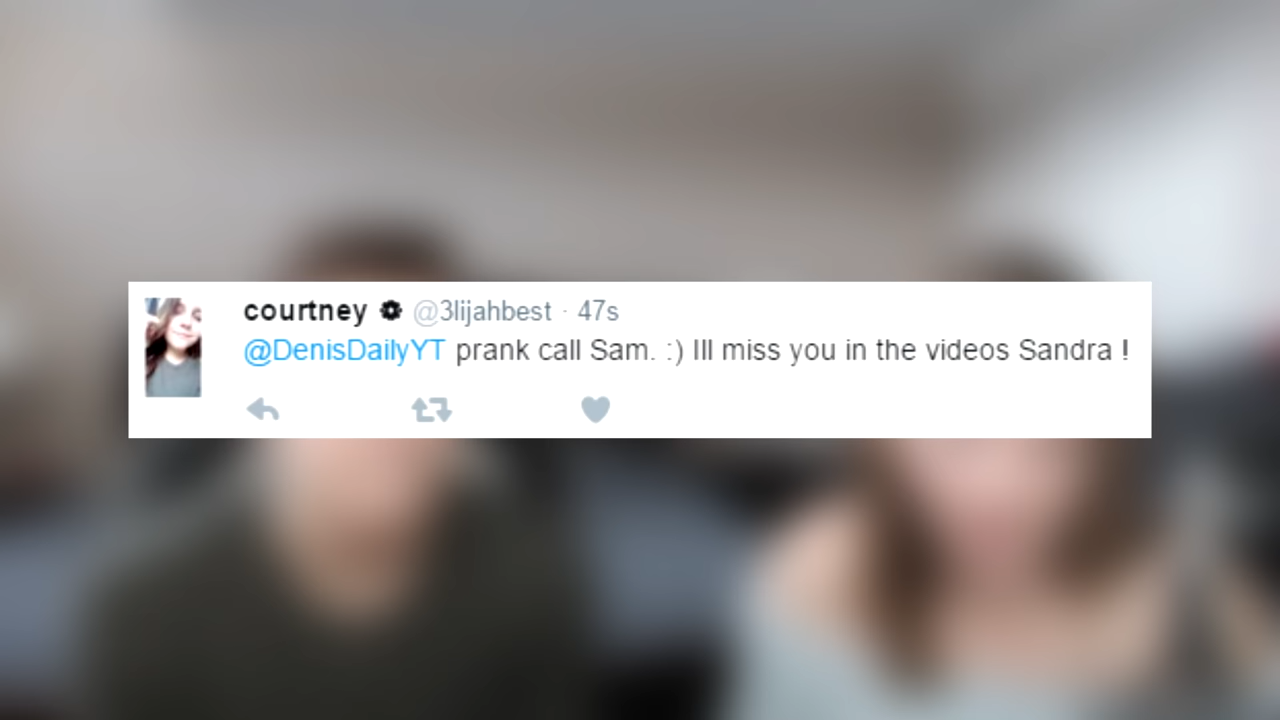 courtney @3lijahbest · 47s
@DenisDailyYT prank call Sam. :) Ill miss you in the videos Sandra !